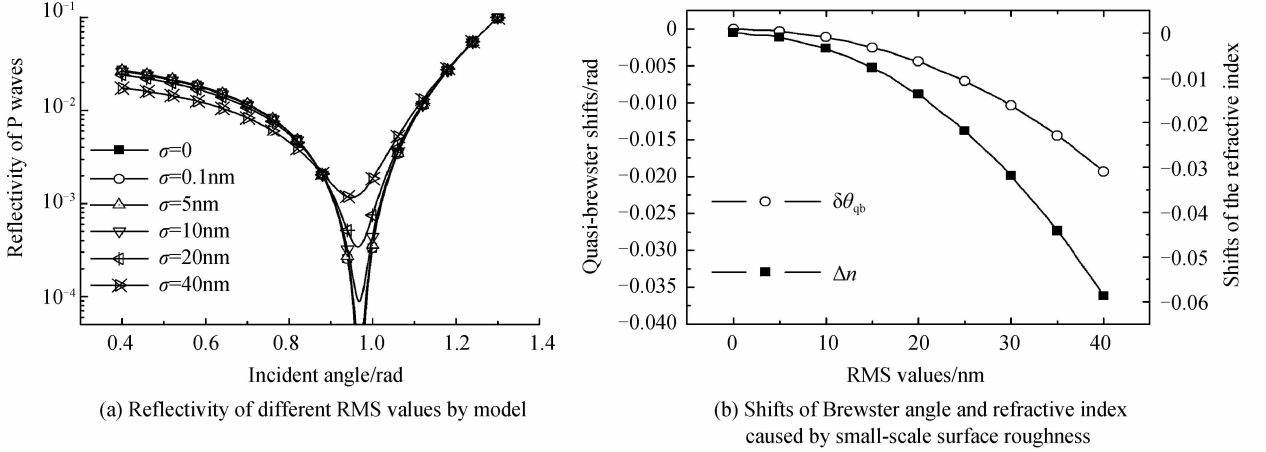 Reflectivity of P waves
10⁻¹
10⁻²
10⁻³
10⁻⁴
σ=0
σ=0.1nm
σ=5nm
σ=10nm
σ=20nm
σ=40nm
0.4 0.6 0.8 1.0 1.2 1.4
Incident angle/rad
(a) Reflectivity of different RMS values by model
Quasi-brewster shifts/rad
0
−0.005
−0.010
−0.015
−0.020
−0.025
−0.030
−0.035
−0.040
δθqb
Δn
0
−0.01
−0.02
−0.03
−0.04
−0.05
−0.06
Shifts of the refractive index
0 10 20 30 40
RMS values/nm
(b) Shifts of Brewster angle and refractive index
caused by small-scale surface roughness